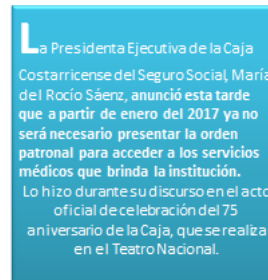 La Presidenta Ejecutiva de la Caja
Costarricense del Seguro Social, María
del Rocío Sáenz, anunció esta tarde
que a partir de enero del 2017 ya no
será necesario presentar la orden
patronal para acceder a los servicios
médicos que brinda la institución.
Lo hizo durante su discurso en el acto
oficial de celebración del 75
aniversario de la Caja, que se realiza
en el Teatro Nacional.